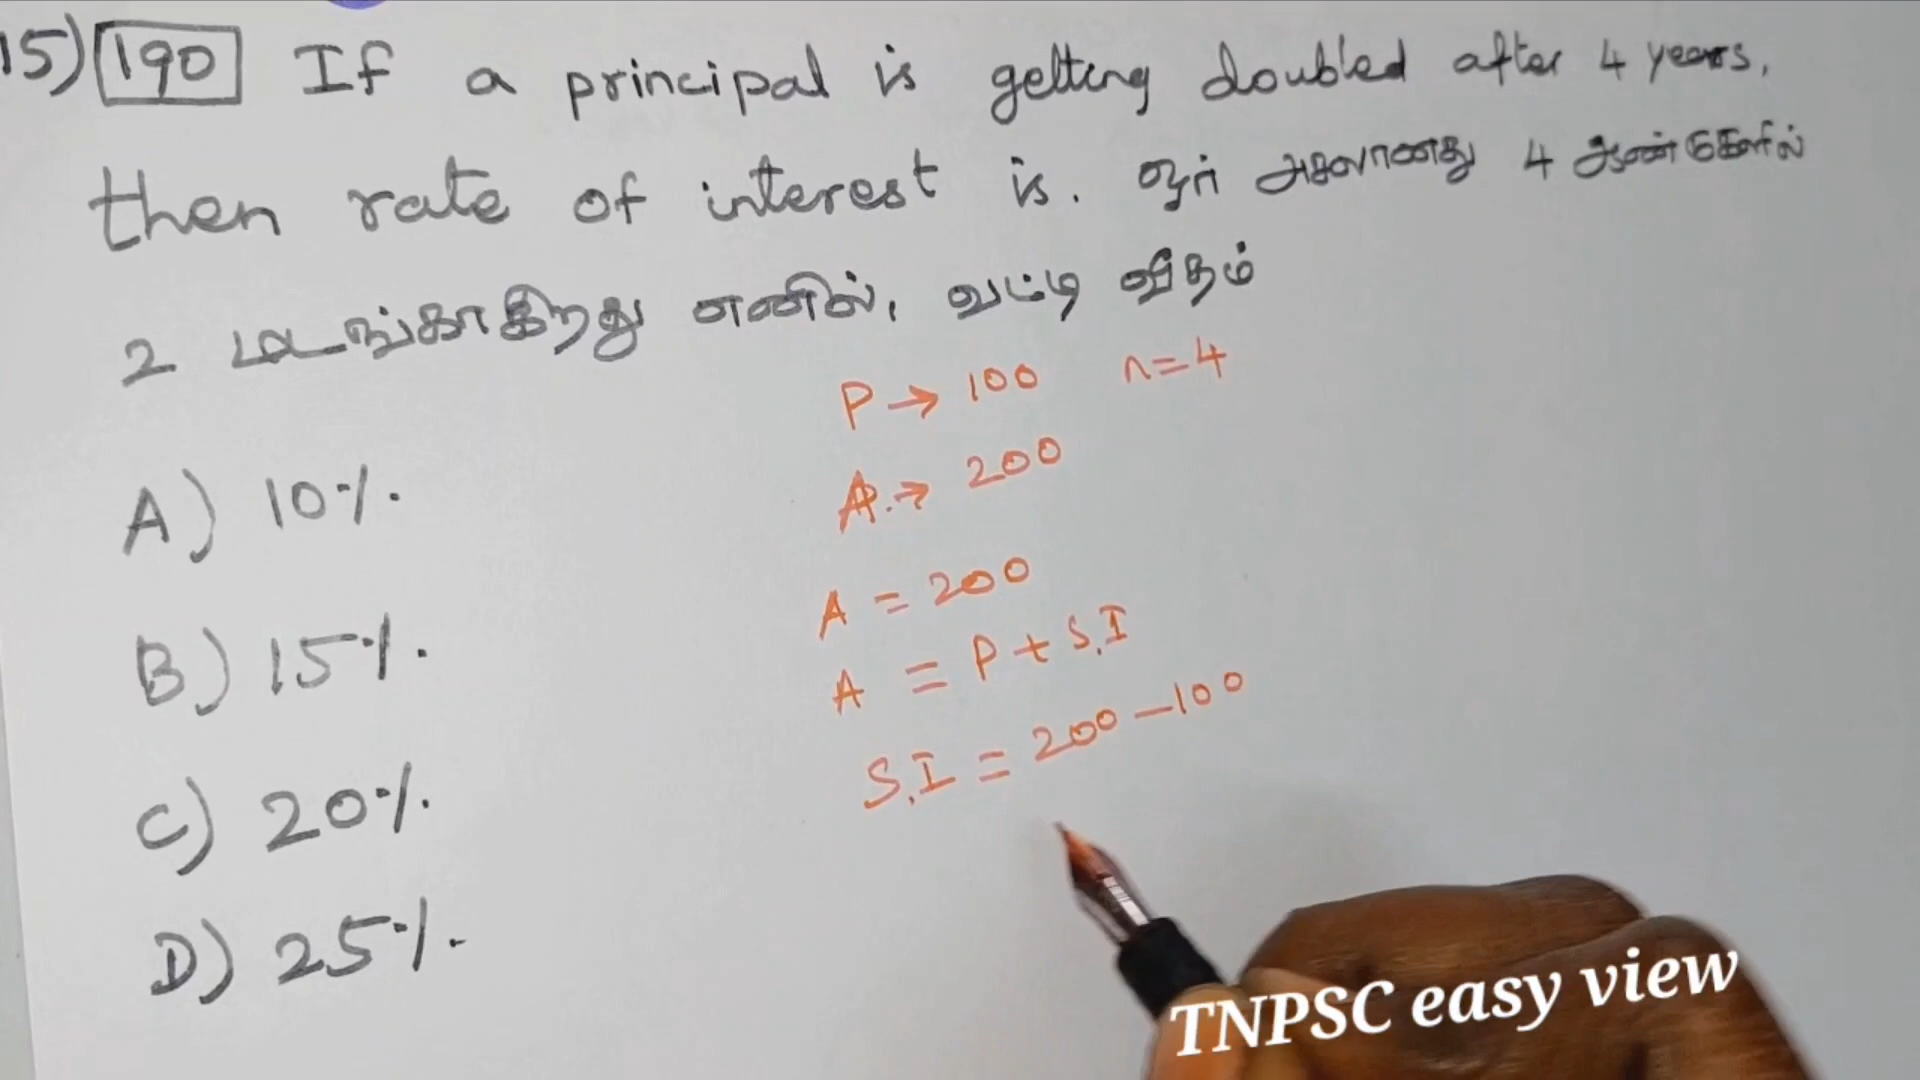 15) 190 If a principal is getting doubled after 4 years,
then rate of interest is. ஓர் அசலானது 4 ஆண்டுகளில்
2 மடங்காகிறது எனில், வட்டி வீதம்
P → 100 n=4
A → 200
A) 10%.
A = 200
A = P + S.I
B) 15%.
S.I = 200 - 100
C) 20%.
D) 25%.
TNPSC easy view